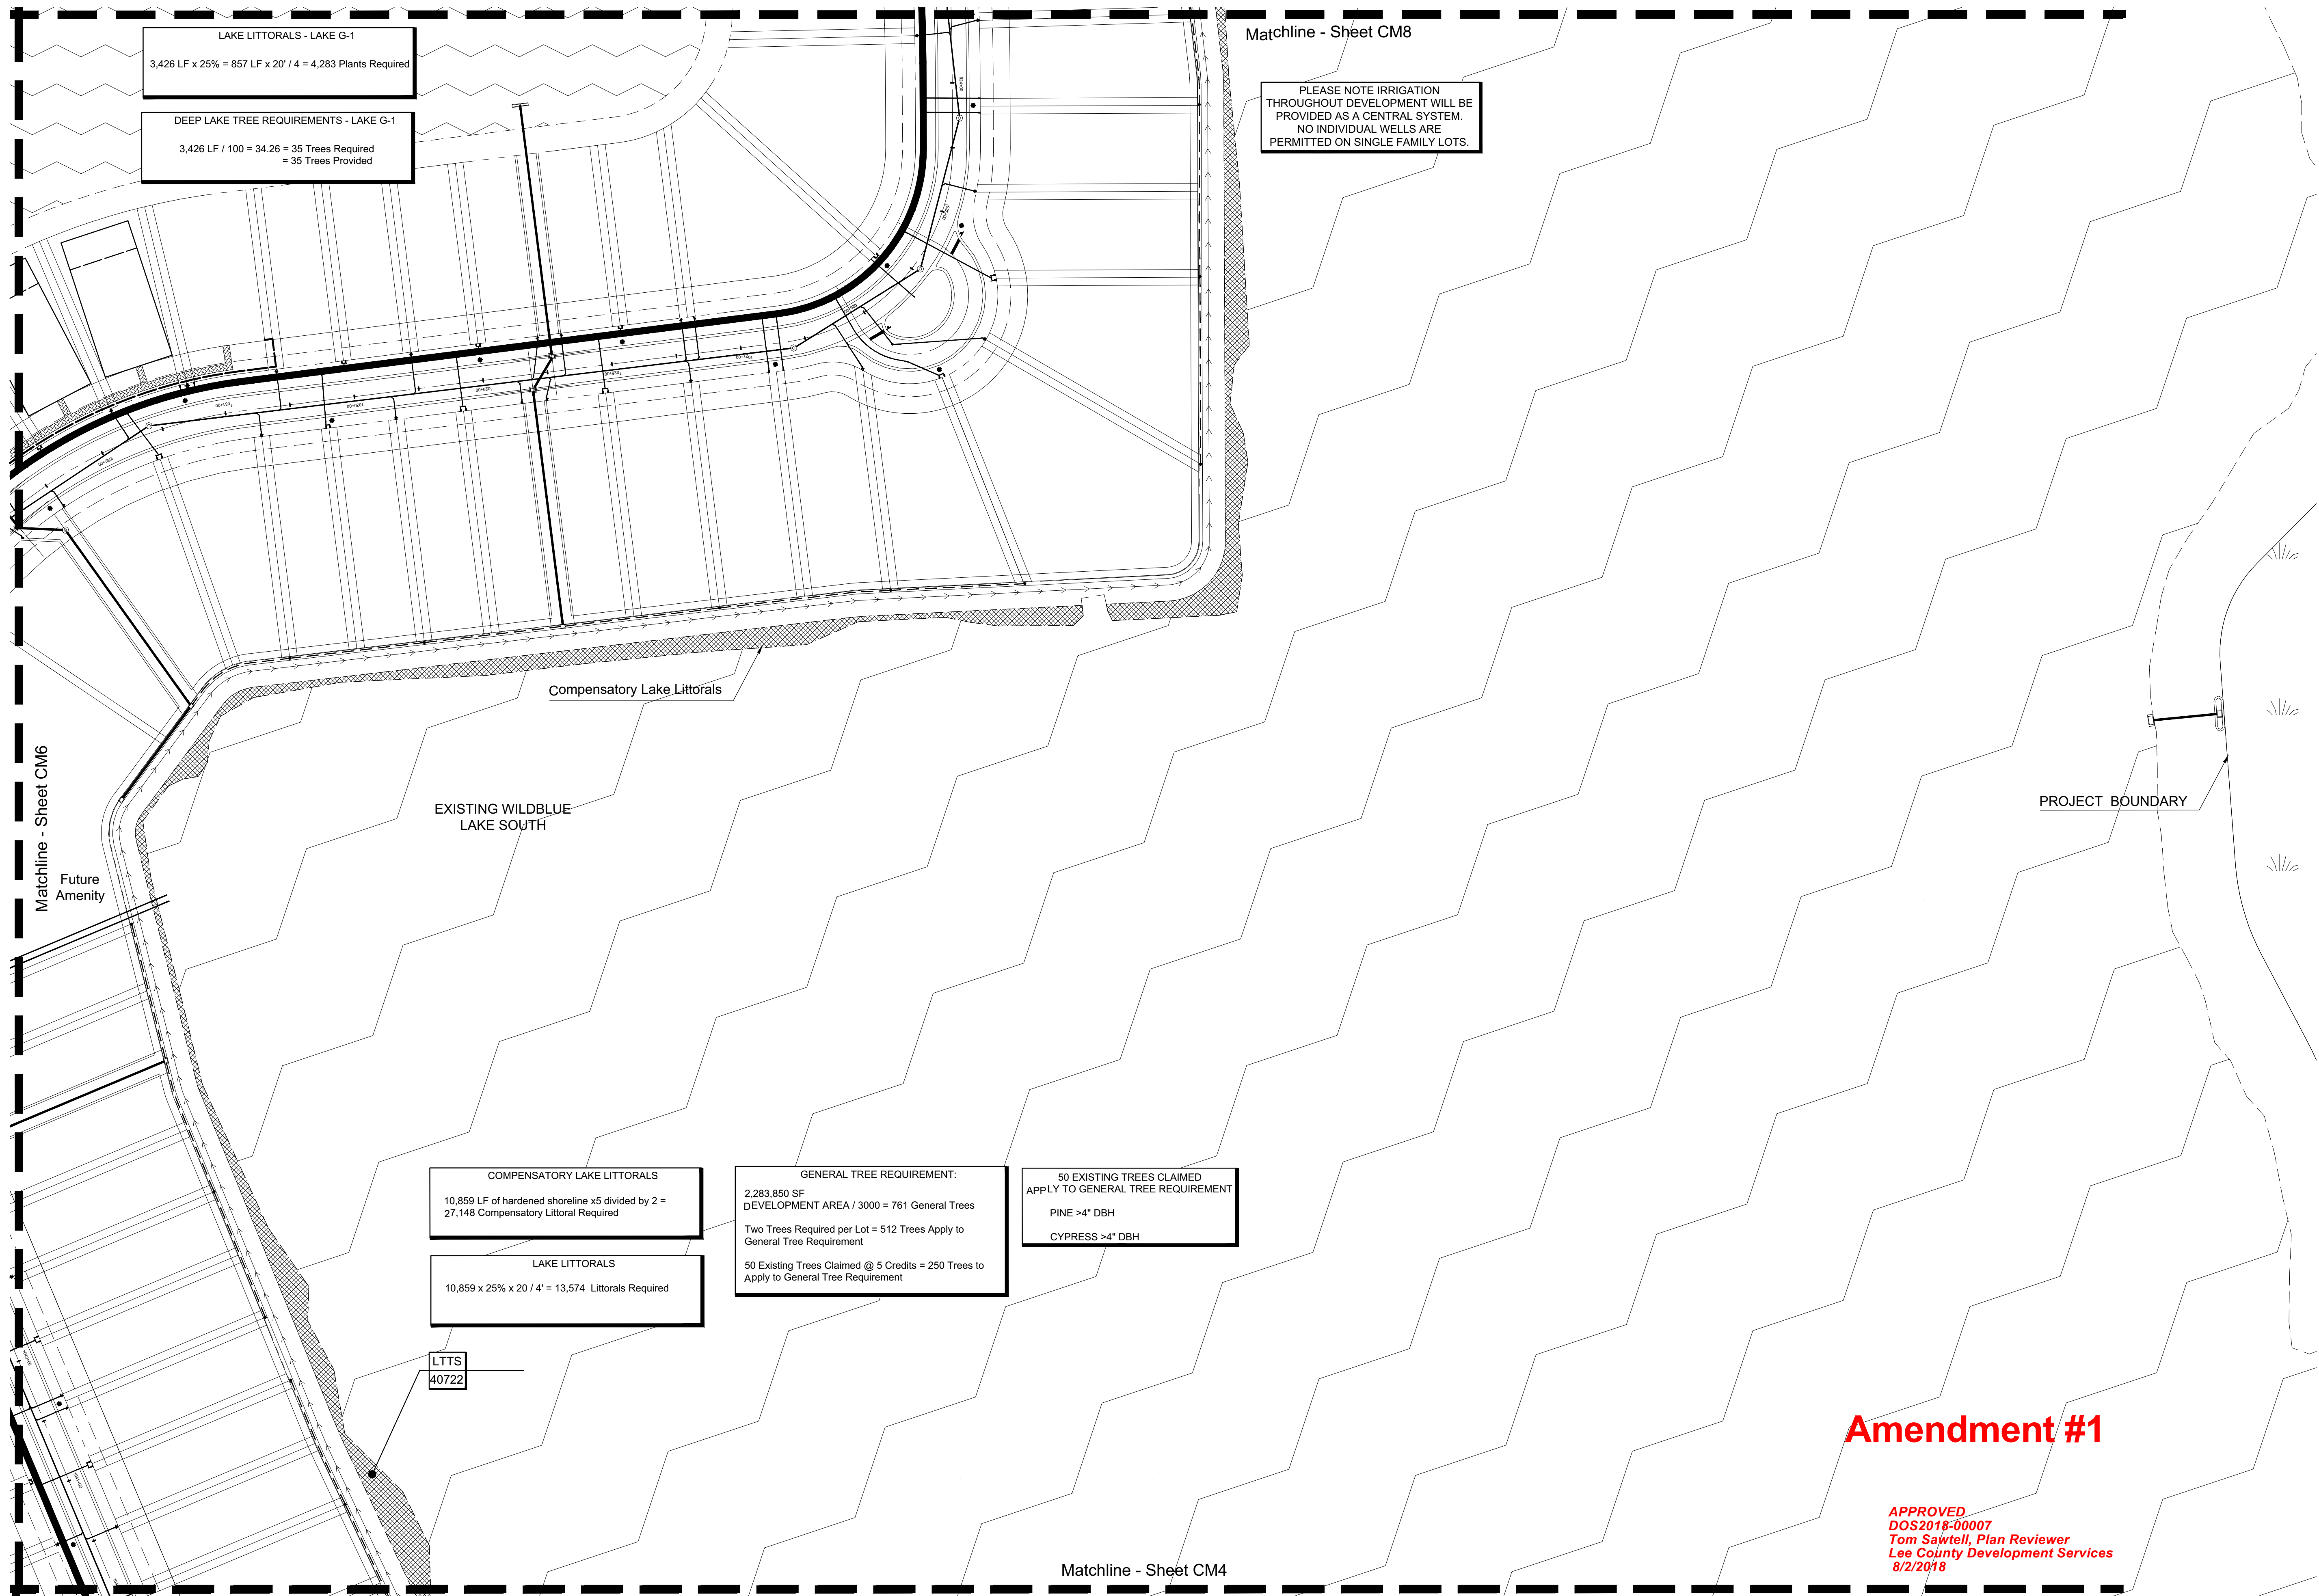 LAKE LITTORALS - LAKE G-1
3,426 LF x 25% = 857 LF x 20' / 4 = 4,283 Plants Required
DEEP LAKE TREE REQUIREMENTS - LAKE G-1
3,426 LF / 100 = 34.26 = 35 Trees Required
= 35 Trees Provided
Matchline - Sheet CM8
PLEASE NOTE IRRIGATION
THROUGHOUT DEVELOPMENT WILL BE
PROVIDED AS A CENTRAL SYSTEM.
NO INDIVIDUAL WELLS ARE
PERMITTED ON SINGLE FAMILY LOTS.
Compensatory Lake Littorals
Matchline - Sheet CM6
Future
Amenity
EXISTING WILDBLUE
LAKE SOUTH
PROJECT BOUNDARY
COMPENSATORY LAKE LITTORALS
10,859 LF of hardened shoreline x5 divided by 2 =
27,148 Compensatory Littoral Required
LAKE LITTORALS
10,859 x 25% x 20 / 4' = 13,574 Littorals Required
GENERAL TREE REQUIREMENT:
2,283,850 SF
DEVELOPMENT AREA / 3000 = 761 General Trees
Two Trees Required per Lot = 512 Trees Apply to
General Tree Requirement
50 Existing Trees Claimed @ 5 Credits = 250 Trees to
Apply to General Tree Requirement
50 EXISTING TREES CLAIMED
APPLY TO GENERAL TREE REQUIREMENT
PINE >4" DBH
CYPRESS >4" DBH
LTTS
40722
Amendment #1
APPROVED
DOS2018-00007
Tom Sawtell, Plan Reviewer
Lee County Development Services
8/2/2018
Matchline - Sheet CM4